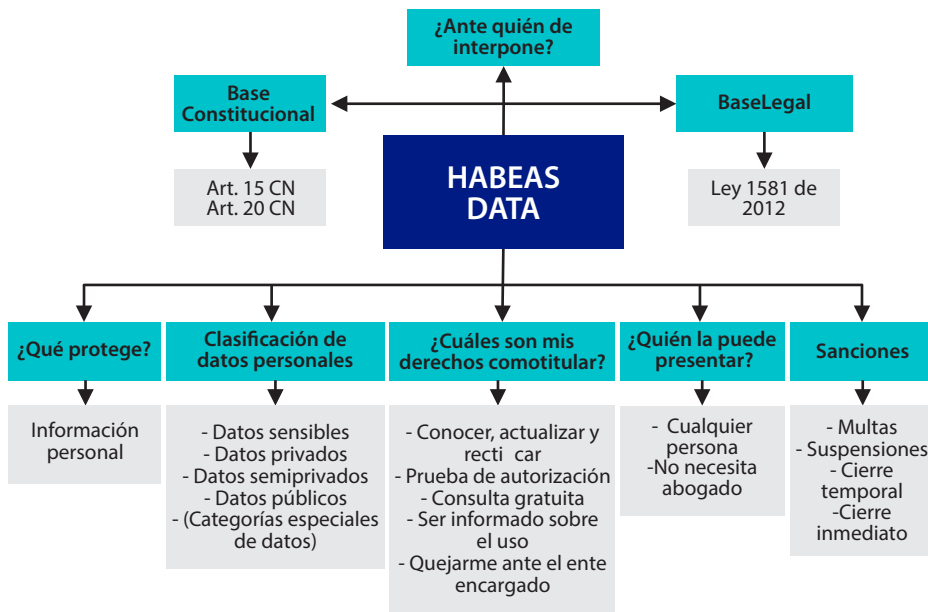 ¿Ante quién de
interpone?
Base
Constitucional
BaseLegal
Art. 15 CN
Art. 20 CN
HABEAS
DATA
Ley 1581 de
2012
¿Qué protege?
Clasificación de
datos personales
¿Cuáles son mis
derechos comotitular?
¿Quién la puede
presentar?
Sanciones
Información
personal
- Datos sensibles
- Datos privados
- Datos semiprivados
- Datos públicos
- (Categorías especiales
de datos)
- Conocer, actualizar y
recti car
- Prueba de autorización
- Consulta gratuita
- Ser informado sobre
el uso
- Quejarme ante el ente
encargado
- Cualquier
persona
-No necesita
abogado
- Multas
- Suspensiones
- Cierre
temporal
-Cierre
inmediato